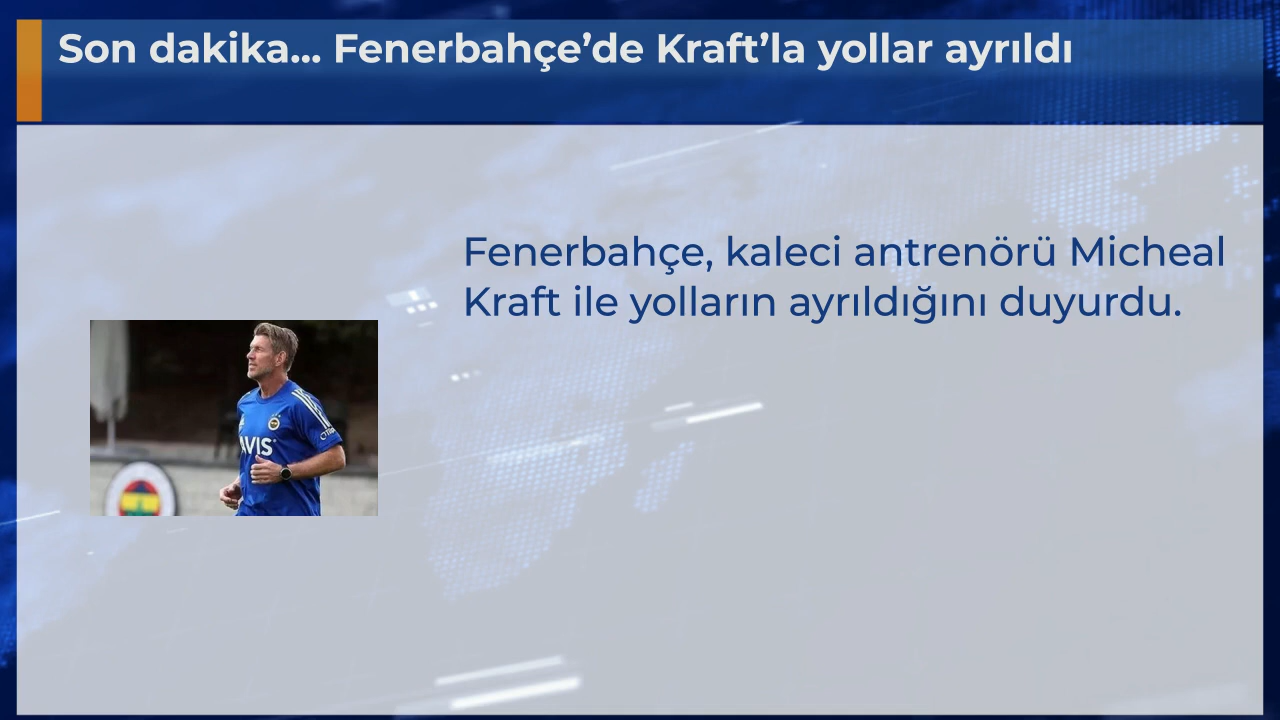 Son dakika... Fenerbahçe’de Kraft’la yollar ayrıldı
Fenerbahçe, kaleci antrenörü Micheal
Kraft ile yolların ayrıldığını duyurdu.
AVIS